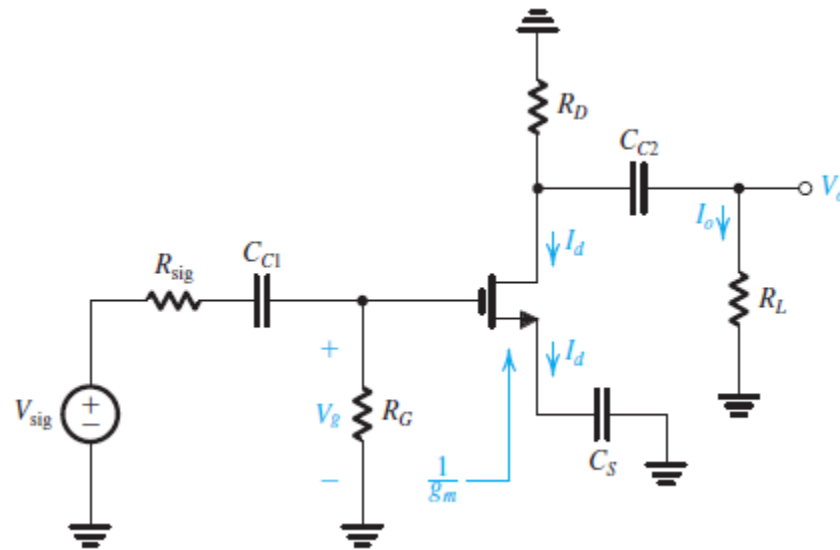 R_D
C_C2
V_o
I_o
I_d
R_sig
C_C1
R_L
+
I_d
V_sig
+
−
V_g
R_G
C_S
−
1/g_m